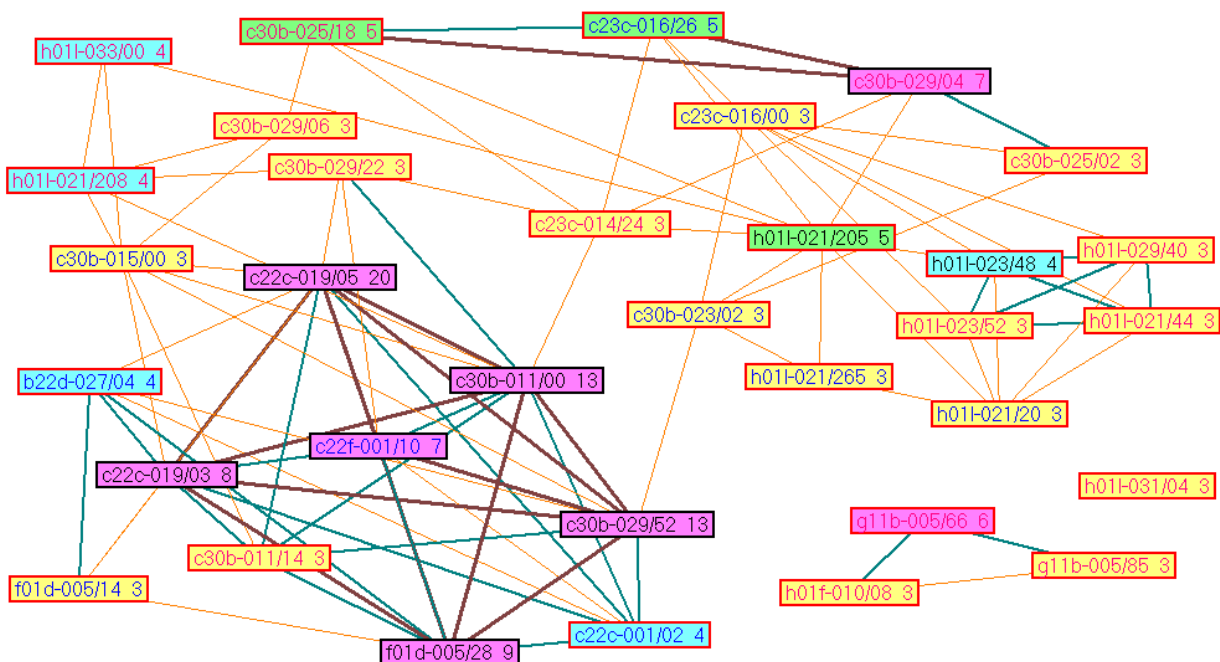 c30b-025/18 5
c23c-016/26 5
h01l-033/00 4
c30b-029/04 7
c23c-016/00 3
c30b-029/06 3
c30b-025/02 3
c30b-029/22 3
h01l-021/208 4
c23c-014/24 3
h01l-021/205 5
h01l-029/40 3
c30b-015/00 3
h01l-023/48 4
c22c-019/05 20
c30b-023/02 3
h01l-023/52 3
h01l-021/44 3
b22d-027/04 4
c30b-011/00 13
h01l-021/265 3
h01l-021/20 3
c22f-001/10 7
c22c-019/03 8
h01l-031/04 3
c30b-029/52 13
g11b-005/66 6
c30b-011/14 3
g11b-005/85 3
f01d-005/14 3
h01f-010/08 3
c22c-001/02 4
f01d-005/28 9